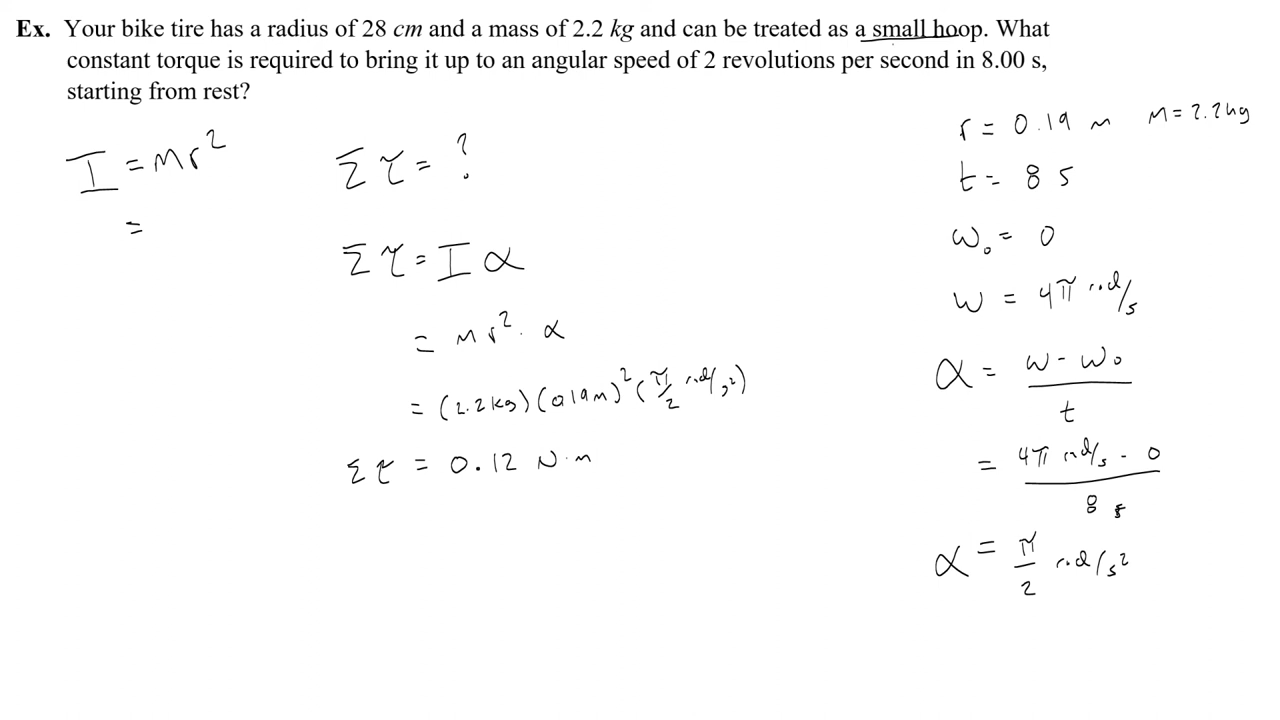 Ex. Your bike tire has a radius of 28 cm and a mass of 2.2 kg and can be treated as a small hoop. What
constant torque is required to bring it up to an angular speed of 2 revolutions per second in 8.00 s,
starting from rest?
I = mr²
=
Στ = ?
Στ = I α
= mr² · α
= (2.2 kg)(0.19m)² (π/2 rad/s²)
Στ = 0.12 N·m
r = 0.19 m M = 2.2 kg
t = 8 s
ω₀ = 0
ω = 4π rad/s
α = ω - ω₀ / t
= 4π rad/s - 0 / 8 s
α = π/2 rad/s²